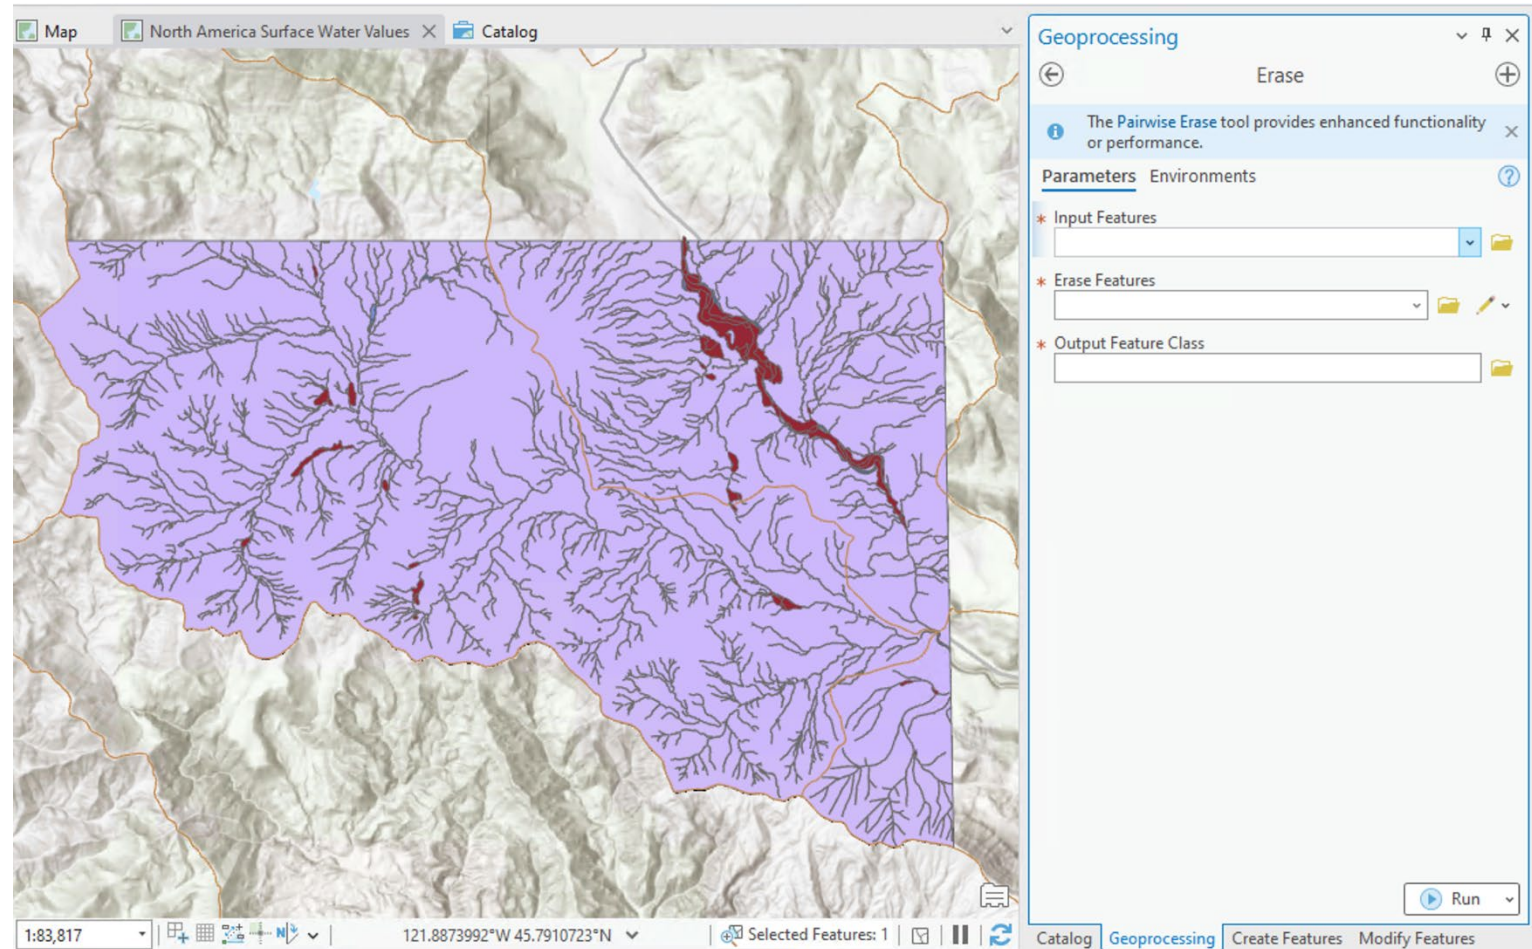 Map
North America Surface Water Values
Catalog
Geoprocessing
Erase
The Pairwise Erase tool provides enhanced functionality
or performance.
Parameters Environments
* Input Features
* Erase Features
* Output Feature Class
Run
1:83,817
121.8873992°W 45.7910723°N
Selected Features: 1
Catalog Geoprocessing Create Features Modify Features